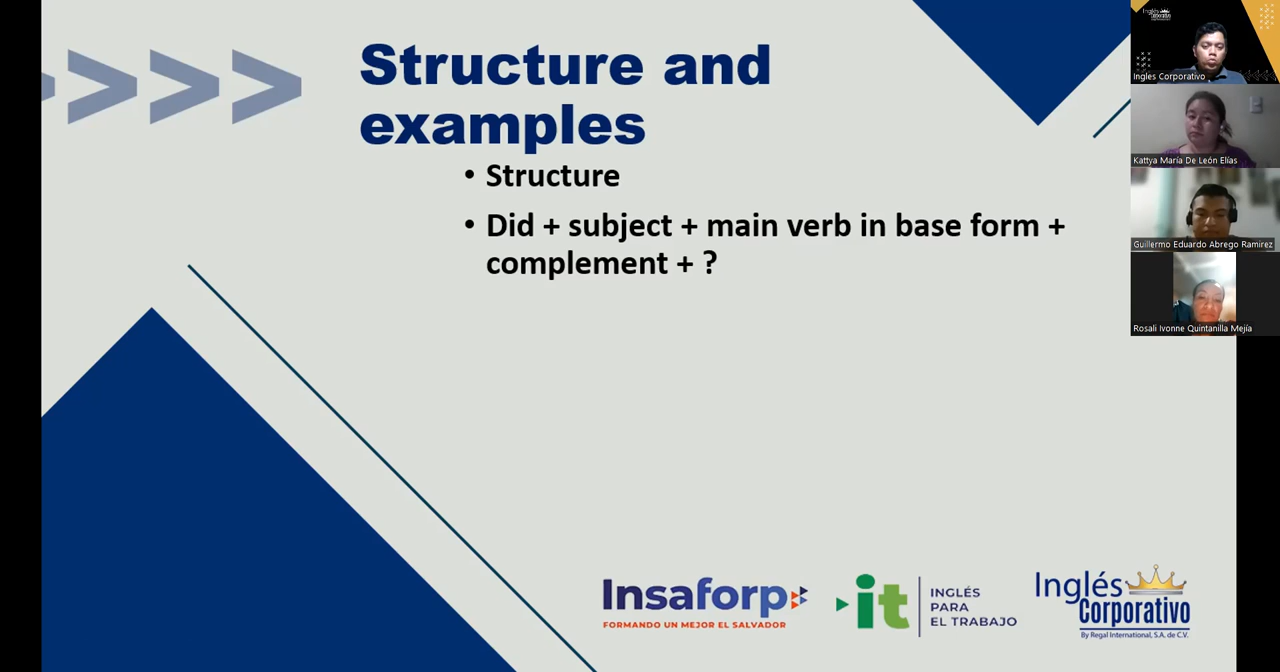 Structure and
examples
• Structure
• Did + subject + main verb in base form +
complement + ?
Inglés
Corporativo
Ingles Corporativo
Kattya María De León Elías
Guillermo Eduardo Abrego Ramirez
Rosali Ivonne Quintanilla Mejía
Insaforp
FORMANDO UN MEJOR EL SALVADOR
it
INGLÉS
PARA
EL TRABAJO
Inglés
Corporativo
By Regal International, S.A. de C.V.